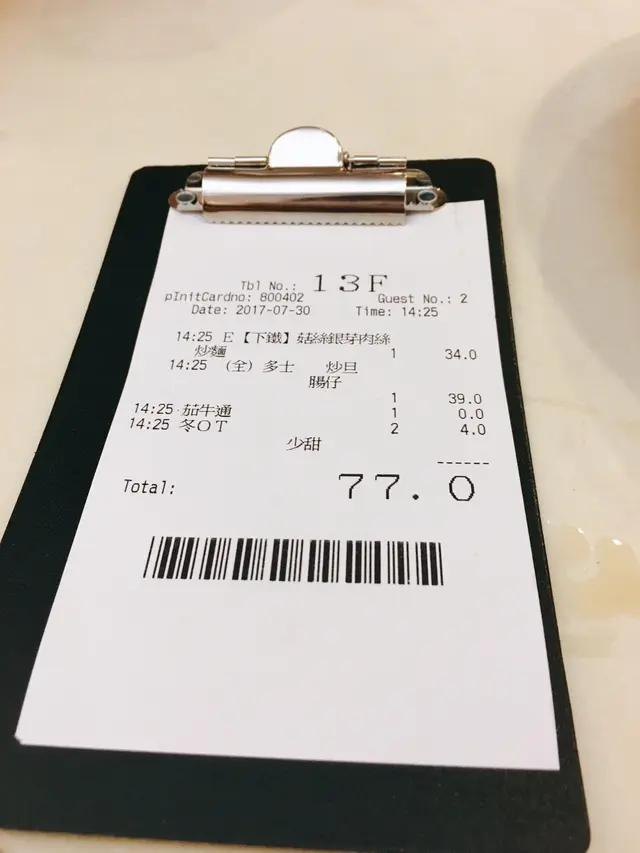 Tbl No.: 13F
pInitCardno: 800402 Guest No.: 2
Date: 2017-07-30 Time: 14:25
14:25 E【下鐵】菇絲銀芽肉絲
炒麵 1 34.0
14:25 (全) 多士 炒旦
腸仔
1 39.0
14:25 茄牛通 1 0.0
14:25 冬OT 2 4.0
少甜
------
Total: 77.0